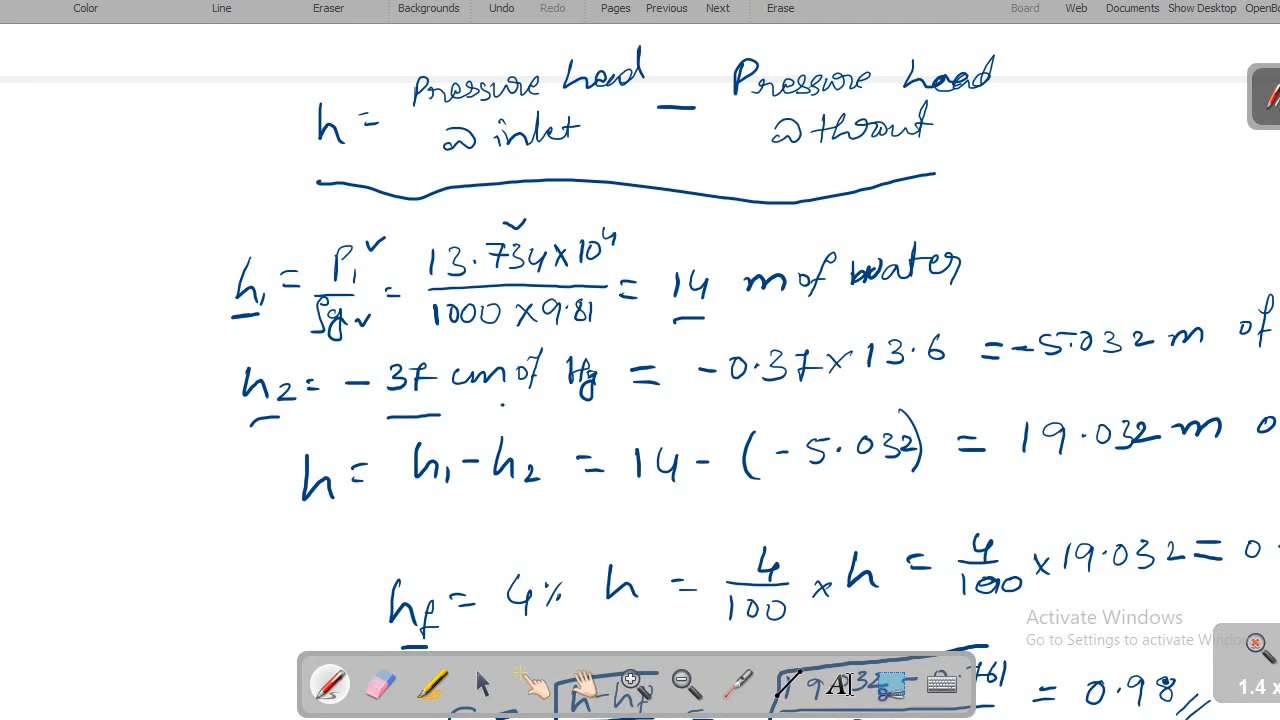 Color Line Eraser Backgrounds Undo Redo Pages Previous Next Erase Board Web Documents Show Desktop OpenBo
h = Pressure head @ inlet − Pressure head @ throat
h₁ = P₁/ρg = 13.734×10⁴/1000×9.81 = 14 m of water
h₂ = − 37 cm of Hg = −0.37×13.6 = −5.032 m of
h = h₁−h₂ = 14 − (−5.032) = 19.032 m o
hf = 4% h = 4/100 × h = 4/100 × 19.032 = 0.
Activate Windows
Go to Settings to activate Windo
h−hf = = 0.98
1.4 x